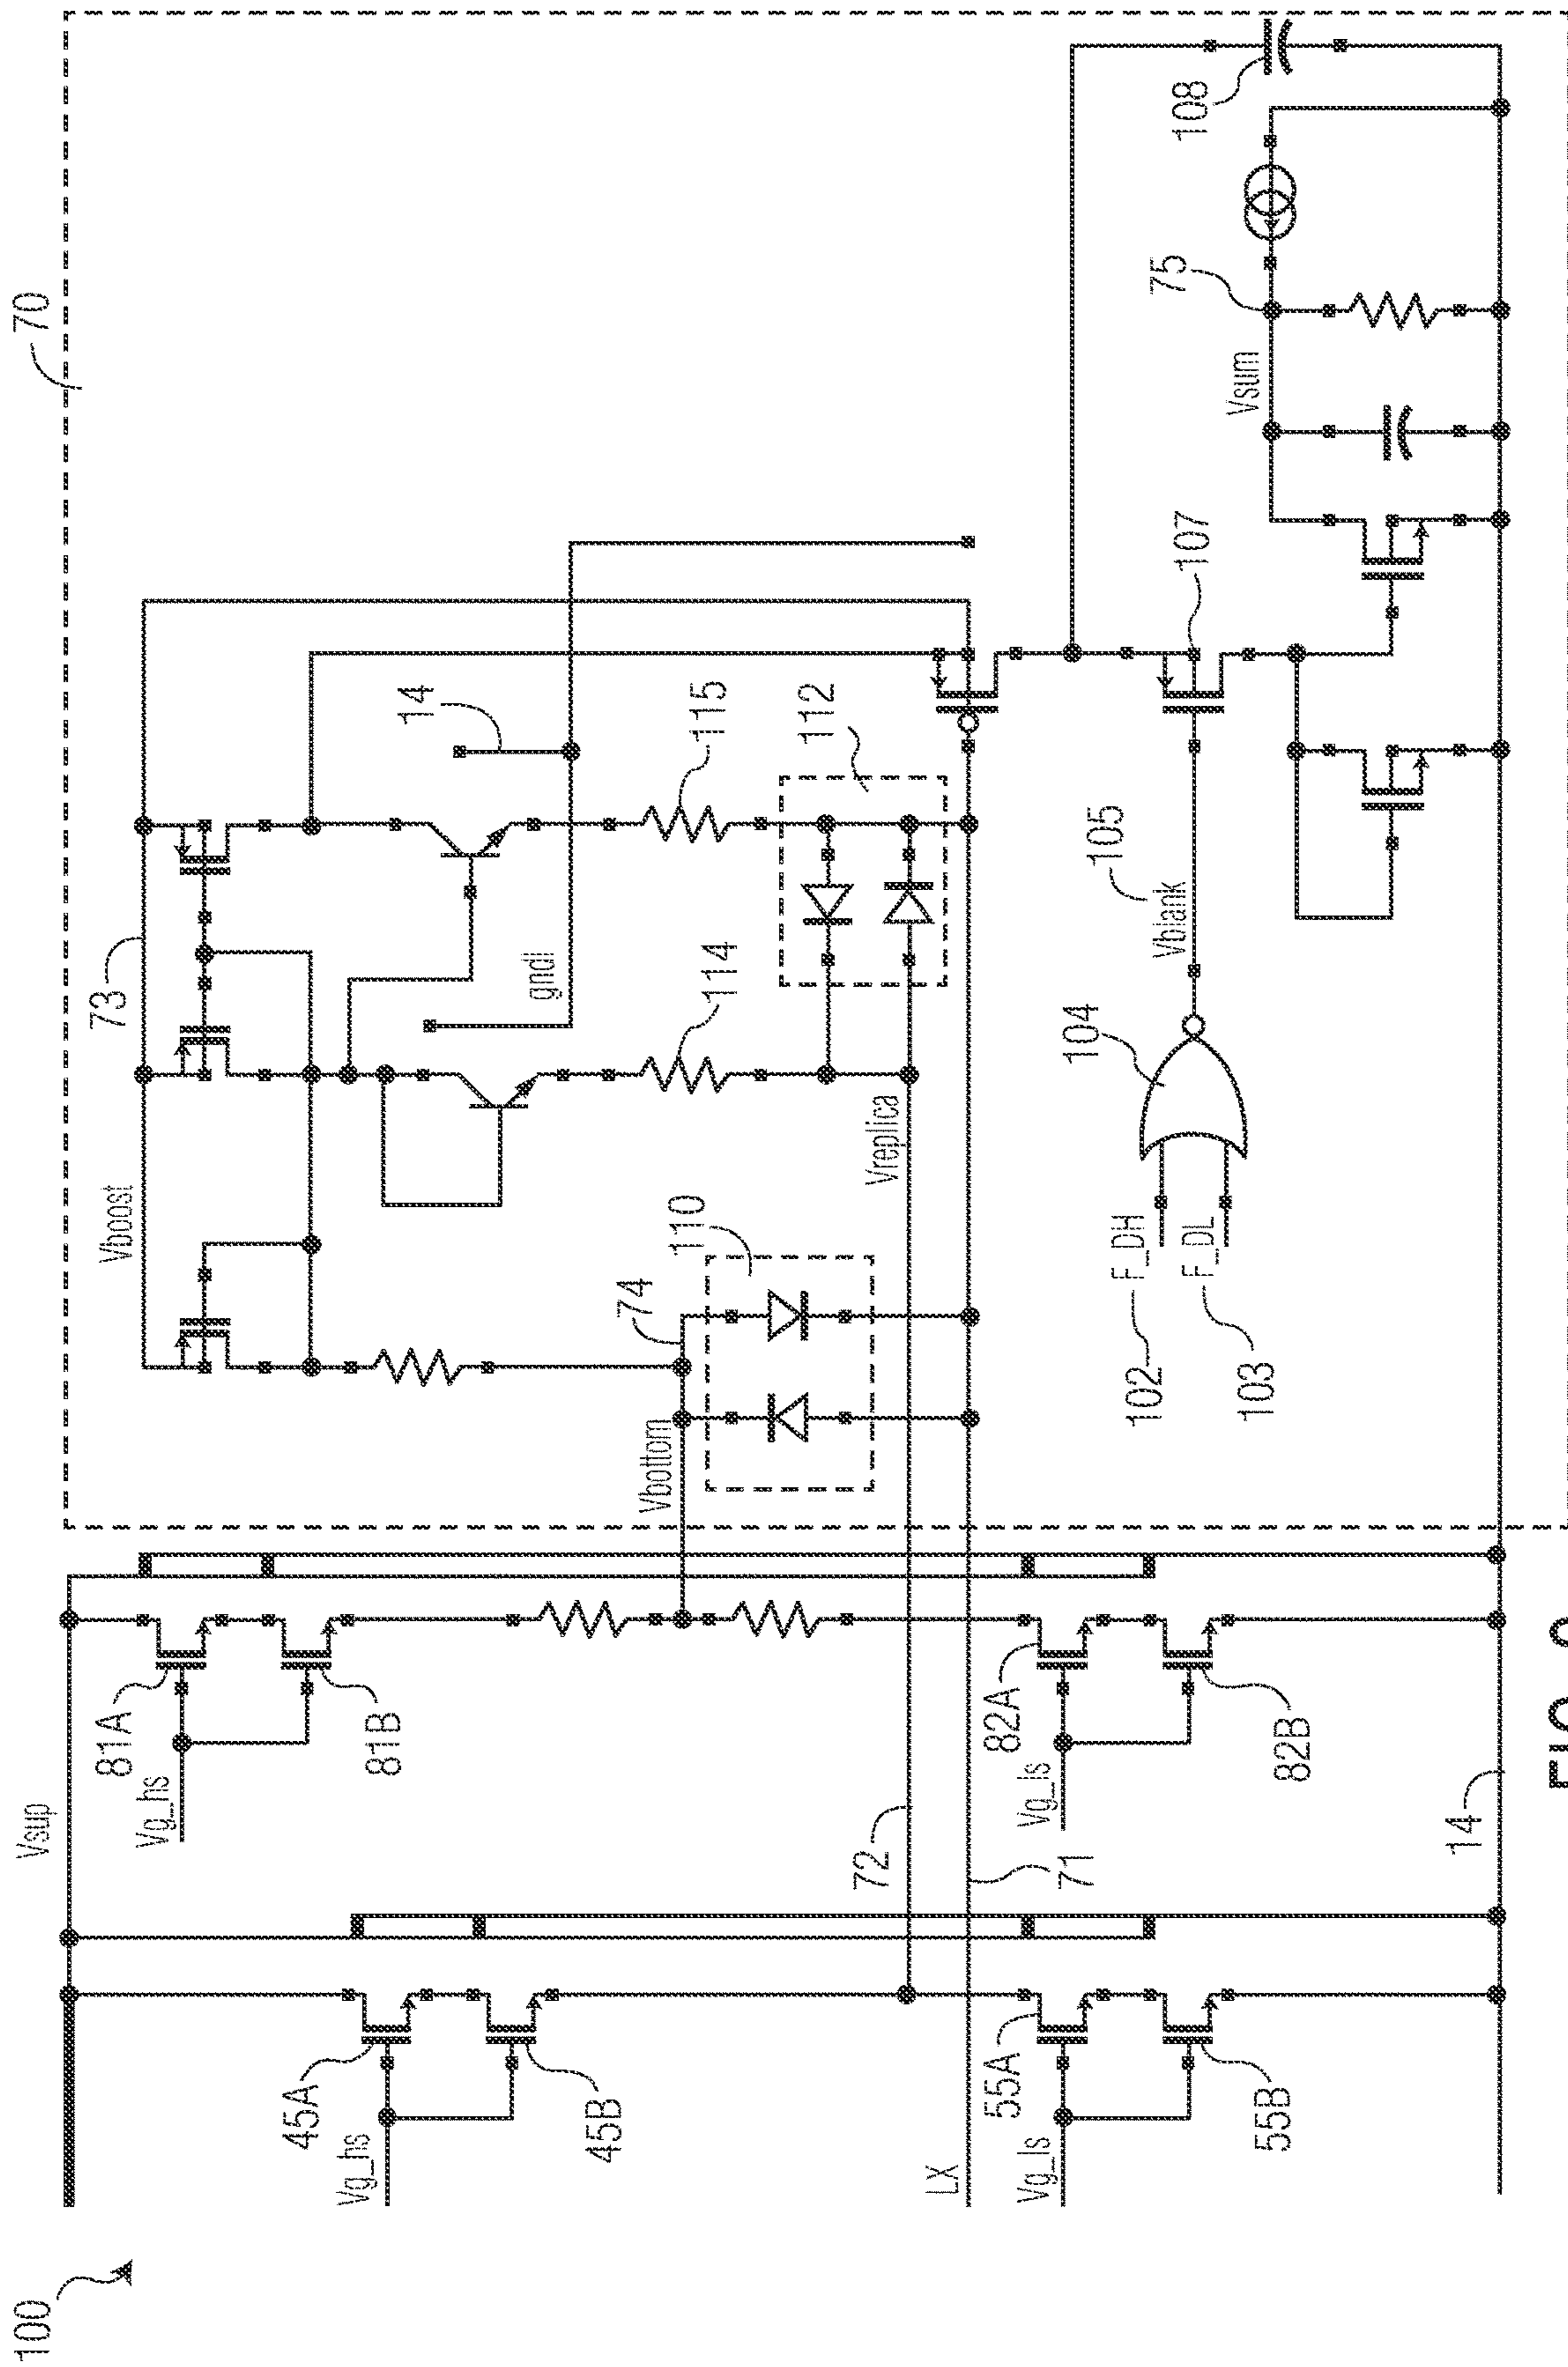 100
70
Vsup
Vboost
73
14
gndl
115
114
112
108
75
Vsum
107
105
Vblank
104
F_DH
102
F_DL
103
110
74
Vbottom
Vreplica
81A
Vg_hs
81B
82A
Vg_ls
82B
72
71
14
45A
Vg_hs
45B
LX
55A
Vg_ls
55B